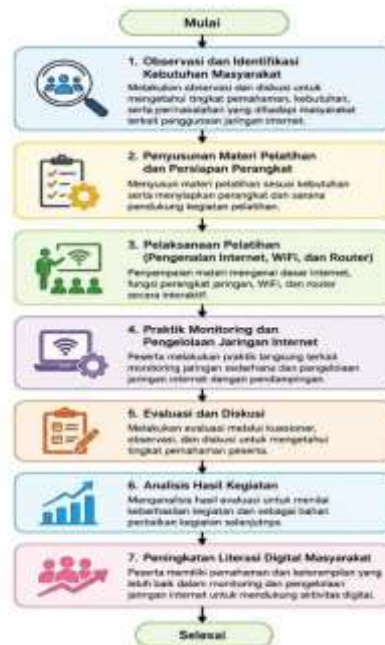 Mulai
1. Observasi dan Identifikasi
Kebutuhan Masyarakat
Melakukan observasi dan diskusi untuk
mengetahui tingkat pemahaman, kebutuhan,
serta permasalahan yang dihadapi masyarakat
terkait penggunaan jaringan internet.
2. Penyusunan Materi Pelatihan
dan Persiapan Perangkat
Menyusun materi pelatihan sesuai kebutuhan
serta menyiapkan perangkat dan sarana
pendukung kegiatan pelatihan.
3. Pelaksanaan Pelatihan
(Pengenalan Internet, WiFi, dan Router)
Penyampaian materi mengenai dasar internet,
fungsi perangkat jaringan, WiFi, dan router
secara interaktif.
4. Praktik Monitoring dan
Pengelolaan Jaringan Internet
Peserta melakukan praktik langsung terkait
monitoring jaringan sederhana dan pengelolaan
jaringan internet dengan pendampingan.
5. Evaluasi dan Diskusi
Melakukan evaluasi melalui kuesioner,
observasi, dan diskusi untuk mengetahui
tingkat pemahaman peserta.
6. Analisis Hasil Kegiatan
Menganalisis hasil evaluasi untuk menilai
keberhasilan kegiatan dan sebagai bahan
perbaikan kegiatan selanjutnya.
7. Peningkatan Literasi Digital Masyarakat
Peserta memiliki pemahaman dan keterampilan yang
lebih baik dalam monitoring dan pengelolaan
jaringan internet untuk mendukung aktivitas digital.
Selesai